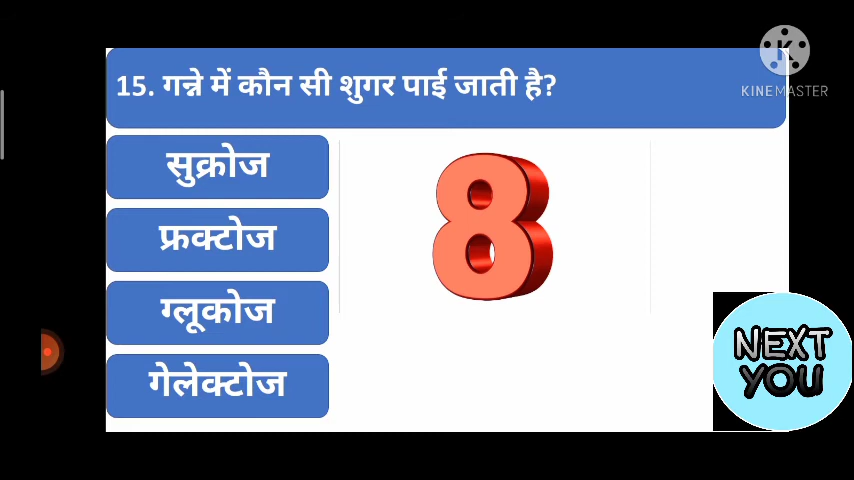 15. गन्ने में कौन सी शुगर पाई जाती है?
KINEMASTER
सुक्रोज
फ्रक्टोज
ग्लूकोज
गेलेक्टोज
8
NEXT
YOU